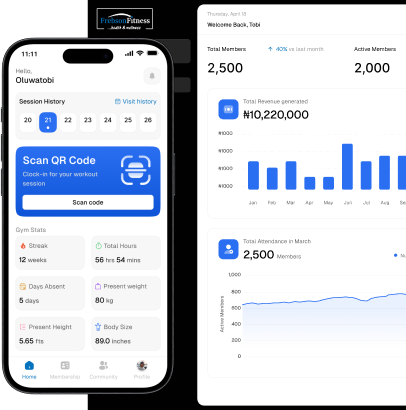 FrebsonFitness
health & wellness
11:11
Hello,
Oluwatobi
Session History
Visit history
20 21 22 23 24 25 26
Scan QR Code
Clock-in for your workout
session
Scan code
Gym Stats
Streak
12 weeks
Total Hours
56 hrs 54 mins
Days Absent
5 days
Present weight
80 kg
Present Height
5.65 fts
Body Size
89.0 inches
Home Membership Community Profile
Thursday, April 18
Welcome Back, Tobi
Total Members
↑ 40% vs last month
2,500
Active Members
2,000
Total Revenue generated
₦10,220,000
₦1000
₦1000
₦1000
₦1000
Jan Feb Mar Apr May Jun Jul Aug Se
Total Attendance in March
2,500 Members
Active Members
1,000
800
600
400
200
0